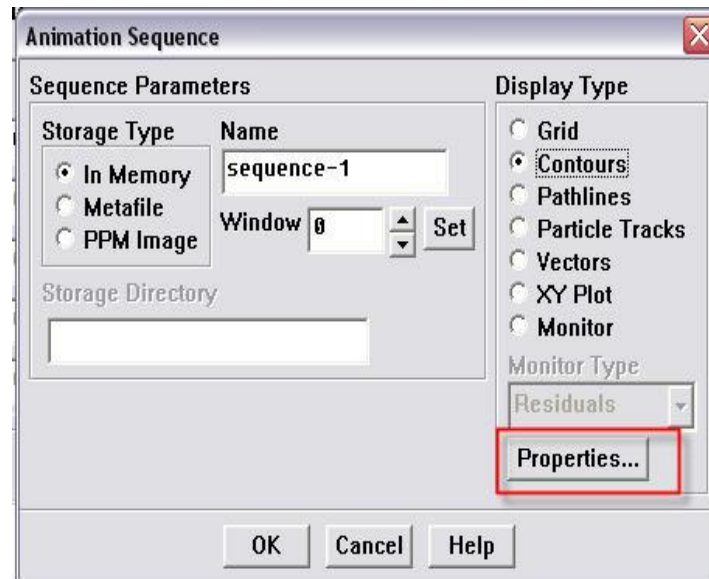 Animation Sequence
Sequence Parameters
Storage Type
In Memory
Metafile
PPM Image
Name
sequence-1
Window 0 Set
Storage Directory
Display Type
Grid
Contours
Pathlines
Particle Tracks
Vectors
XY Plot
Monitor
Monitor Type
Residuals
Properties...
OK Cancel Help